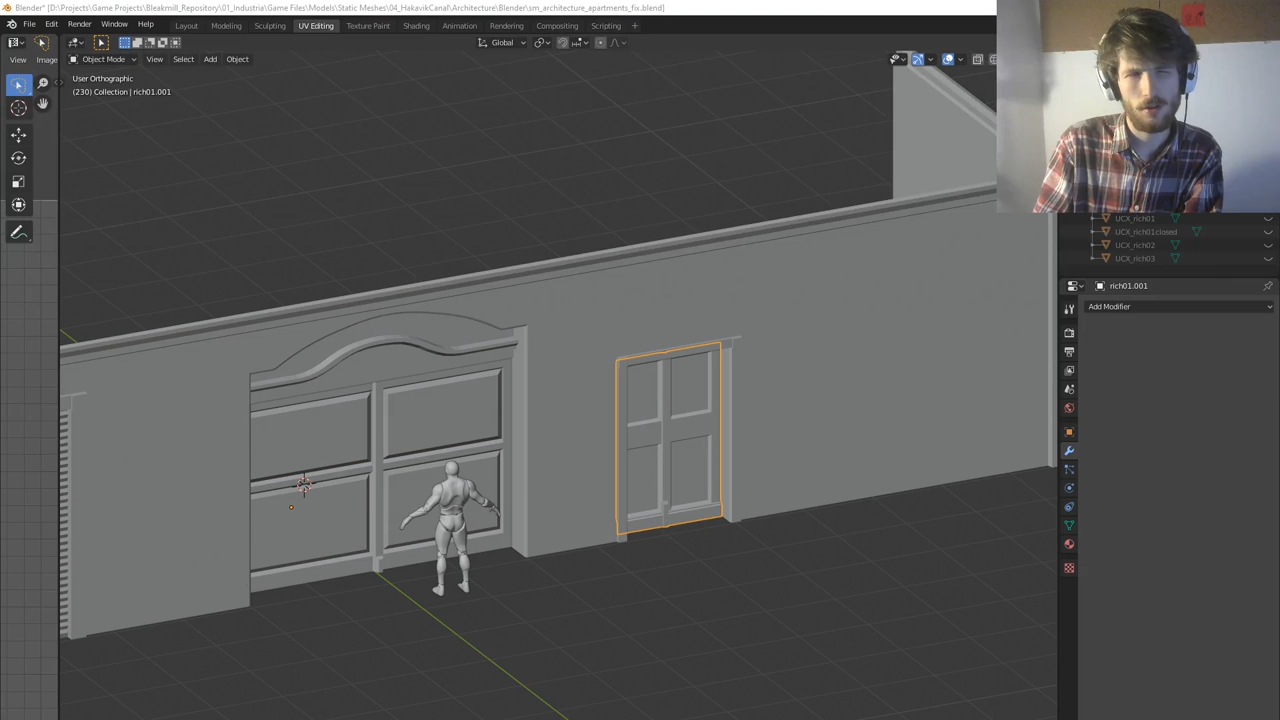 Blender* [D:\Projects\Game Projects\Bleakmill_Repository\01_Industria\Game Files\Models\Static Meshes\04_HakavikCanal\Architecture\Blender\sm_architecture_apartments_fix.blend]
File Edit Render Window Help Layout Modeling Sculpting UV Editing Texture Paint Shading Animation Rendering Compositing Scripting +
Global
View Image Object Mode View Select Add Object
User Orthographic
(230) Collection | rich01.001
UCX_rich01
UCX_rich01closed
UCX_rich02
UCX_rich03
rich01.001
Add Modifier